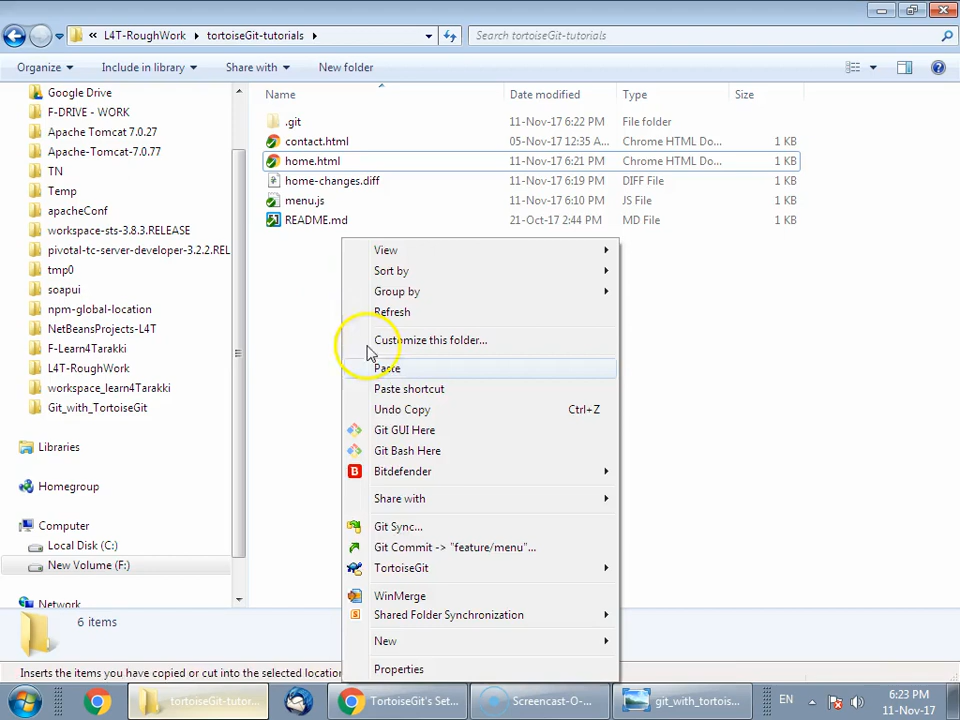 L4T-RoughWork
tortoiseGit-tutorials
Search tortoiseGit-tutorials
Organize
Include in library
Share with
New folder
Google Drive
F-DRIVE - WORK
Apache Tomcat 7.0.27
Apache-Tomcat-7.0.77
TN
Temp
apacheConf
workspace-sts-3.8.3.RELEASE
pivotal-tc-server-developer-3.2.2.REL
tmp0
soapui
npm-global-location
NetBeansProjects-L4T
F-Learn4Tarakki
L4T-RoughWork
workspace_learn4tarakki
Git_with_TortoiseGit
Libraries
Homegroup
Computer
Local Disk (C:)
New Volume (F:)
Network
Name Date modified Type Size
.git 11-Nov-17 6:22 PM File folder
contact.html 05-Nov-17 12:35 A... Chrome HTML Do... 1 KB
home.html 11-Nov-17 6:21 PM Chrome HTML Do... 1 KB
home-changes.diff 11-Nov-17 6:19 PM DIFF File 1 KB
menu.js 11-Nov-17 6:10 PM JS File 1 KB
README.md 21-Oct-17 2:44 PM MD File 1 KB
View
Sort by
Group by
Refresh
Customize this folder...
Paste
Paste shortcut
Undo Copy Ctrl+Z
Git GUI Here
Git Bash Here
Bitdefender
Share with
Git Sync...
Git Commit -> "feature/menu"...
TortoiseGit
WinMerge
Shared Folder Synchronization
New
Properties
6 items
Inserts the items you have copied or cut into the selected location
tortoiseGit-tutor...
TortoiseGit's Set...
Screencast-O-...
git_with_tortois...
EN
6:23 PM
11-Nov-17